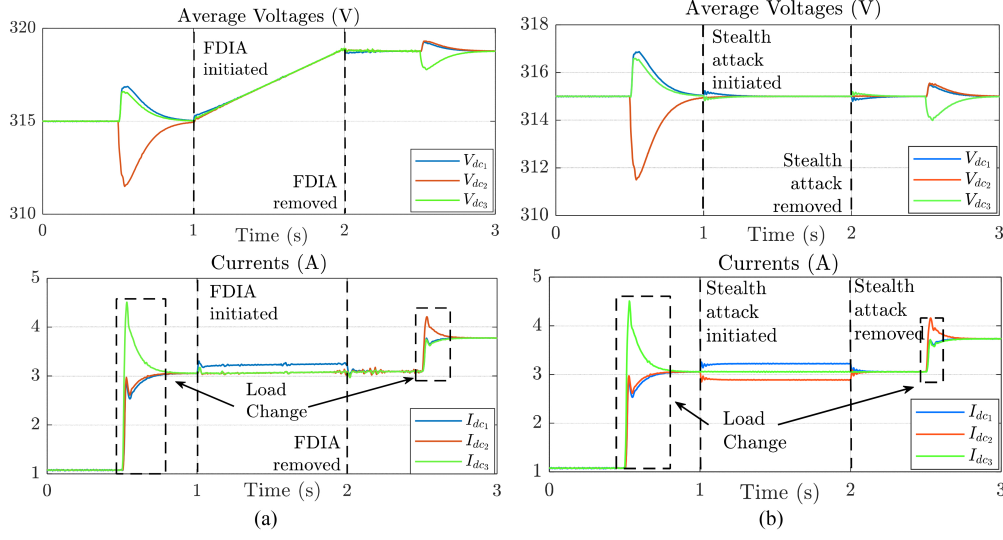 Average Voltages (V)
320
315
310
FDIA
initiated
FDIA
removed
V_{dc_1}
V_{dc_2}
V_{dc_3}
0
1
2
3
Time (s)
Currents (A)
5
4
3
2
1
FDIA
initiated
Load
Change
FDIA
removed
I_{dc_1}
I_{dc_2}
I_{dc_3}
0
1
2
3
Time (s)
(a)
Average Voltages (V)
318
316
314
312
310
Stealth
attack
initiated
Stealth
attack
removed
V_{dc_1}
V_{dc_2}
V_{dc_3}
0
1
2
3
Time (s)
Currents (A)
5
4
3
2
1
Stealth
attack
initiated
Stealth
attack
removed
Load
Change
I_{dc_1}
I_{dc_2}
I_{dc_3}
0
1
2
3
Time (s)
(b)